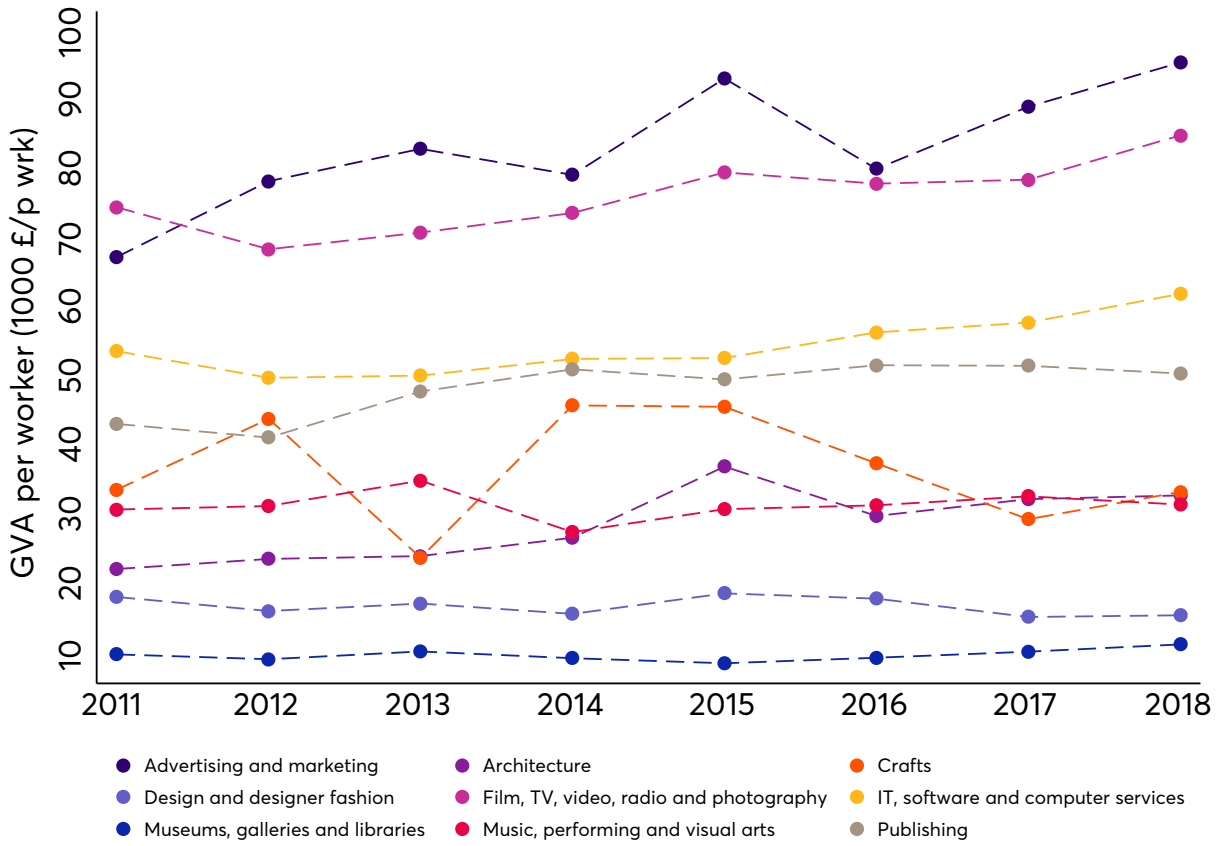 GVA per worker (1000 £/p wrk)
100
90
80
70
60
50
40
30
20
10
2011 2012 2013 2014 2015 2016 2017 2018
Advertising and marketing Architecture Crafts
Design and designer fashion Film, TV, video, radio and photography IT, software and computer services
Museums, galleries and libraries Music, performing and visual arts Publishing